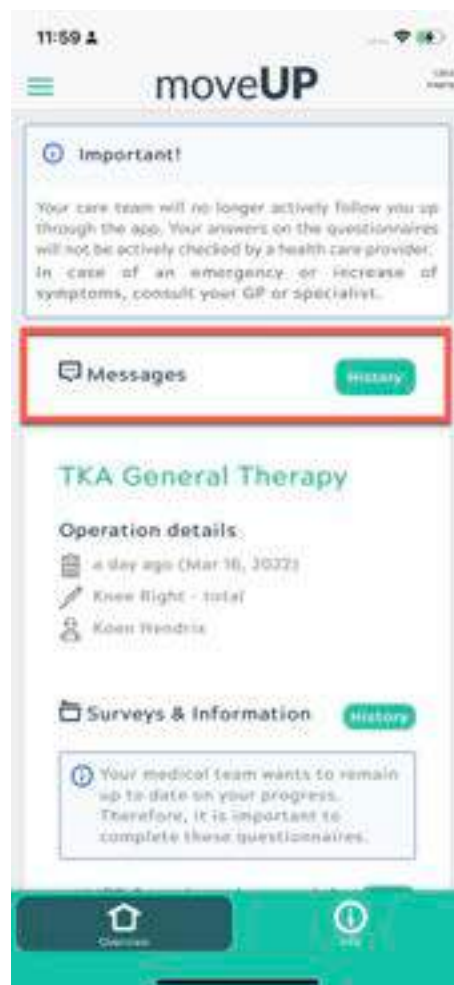 11:59
moveUP
Important!
Your care team will no longer actively follow you up
through the app. Your answers on the questionnaires
will not be actively checked by a health care provider.
In case of an emergency or increase of
symptoms, consult your GP or specialist.
Messages
History
TKA General Therapy
Operation details
a day ago (Mar 16, 2022)
Knee Right - total
Koen Hendrix
Surveys & Information
History
Your medical team wants to remain
up to date on your progress.
Therefore, it is important to
complete these questionnaires.
Overview
Info